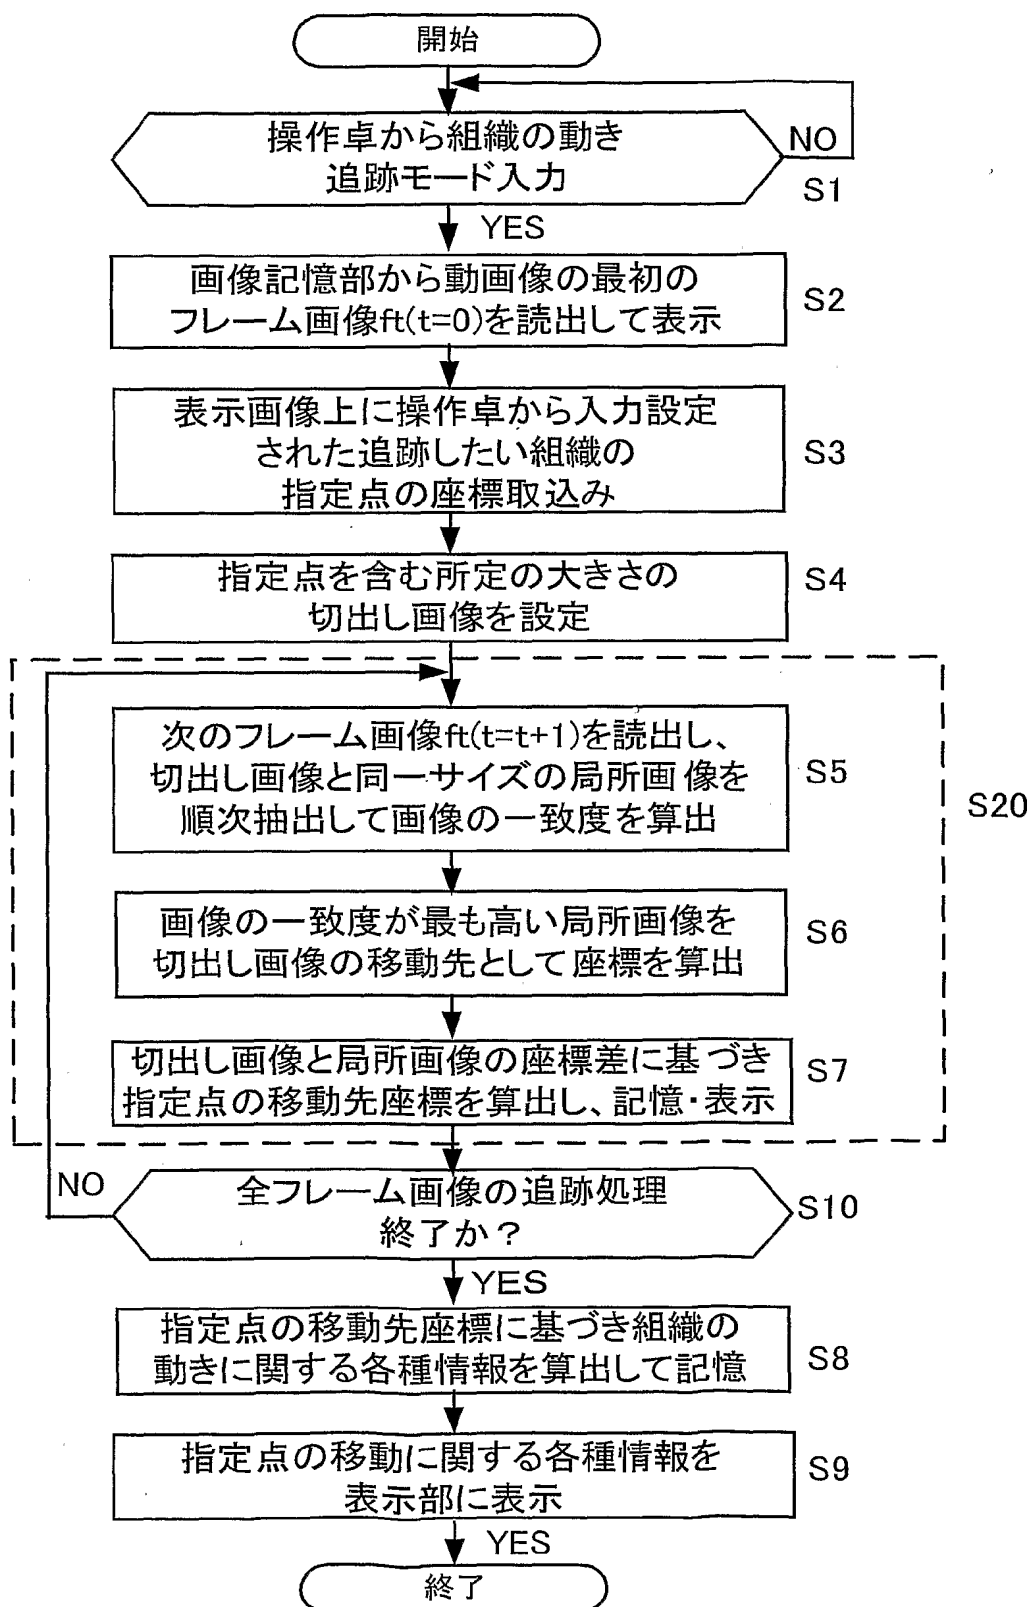 開始
操作卓から組織の動き
追跡モード入力
NO
S1
YES
画像記憶部から動画像の最初の
フレーム画像ft(t=0)を読出して表示
S2
表示画像上に操作卓から入力設定
された追跡したい組織の
指定点の座標取込み
S3
指定点を含む所定の大きさの
切出し画像を設定
S4
次のフレーム画像ft(t=t+1)を読出し、
切出し画像と同一サイズの局所画像を
順次抽出して画像の一致度を算出
S5
S20
画像の一致度が最も高い局所画像を
切出し画像の移動先として座標を算出
S6
切出し画像と局所画像の座標差に基づき
指定点の移動先座標を算出し、記憶・表示
S7
NO
全フレーム画像の追跡処理
終了か？
S10
YES
指定点の移動先座標に基づき組織の
動きに関する各種情報を算出して記憶
S8
指定点の移動に関する各種情報を
表示部に表示
S9
YES
終了